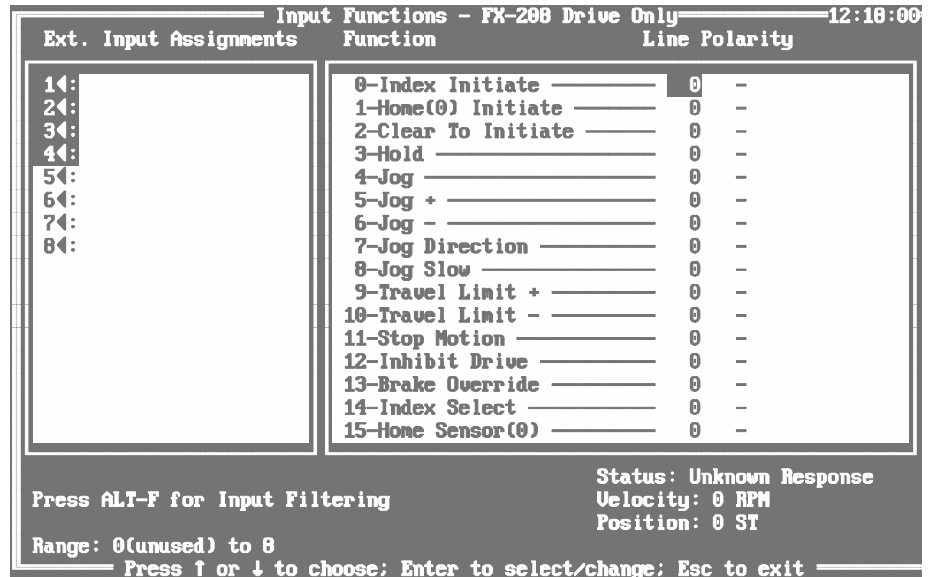 Input Functions - FX-208 Drive Only 12:18:00
Ext. Input Assignments Function Line Polarity
1◄: 0-Index Initiate 0 -
2◄: 1-Home(0) Initiate 0 -
3◄: 2-Clear To Initiate 0 -
4◄: 3-Hold 0 -
5◄: 4-Jog 0 -
6◄: 5-Jog + 0 -
7◄: 6-Jog - 0 -
8◄: 7-Jog Direction 0 -
8-Jog Slow 0 -
9-Travel Limit + 0 -
10-Travel Limit - 0 -
11-Stop Motion 0 -
12-Inhibit Drive 0 -
13-Brake Override 0 -
14-Index Select 0 -
15-Home Sensor(0) 0 -
Status: Unknown Response
Press ALT-F for Input Filtering Velocity: 0 RPM
Position: 0 ST
Range: 0(unused) to 8
Press ↑ or ↓ to choose; Enter to select/change; Esc to exit